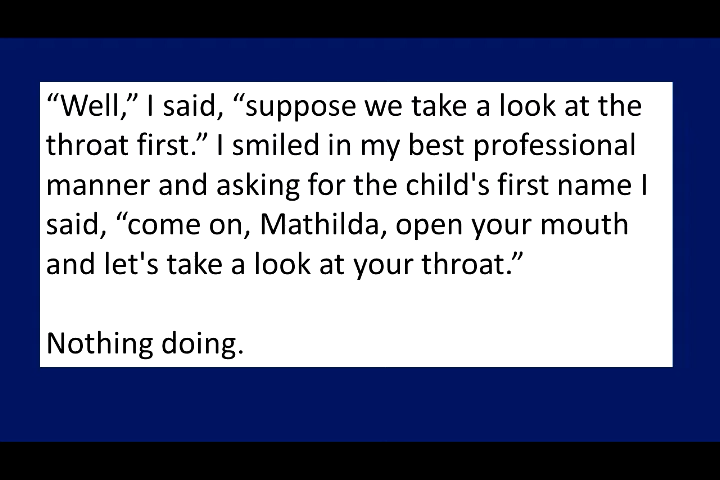 “Well,” I said, “suppose we take a look at the
throat first.” I smiled in my best professional
manner and asking for the child's first name I
said, “come on, Mathilda, open your mouth
and let's take a look at your throat.”
Nothing doing.